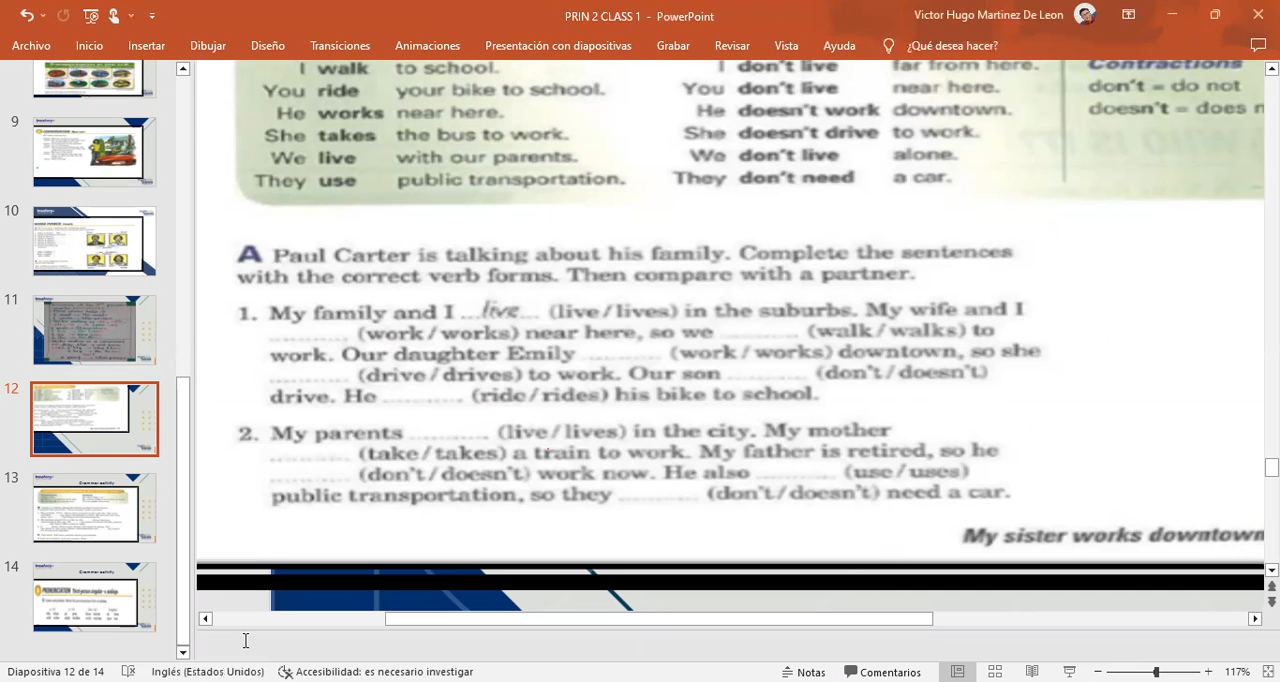 PRIN 2 CLASS 1 - PowerPoint
Victor Hugo Martinez De Leon
Archivo Inicio Insertar Dibujar Diseño Transiciones Animaciones Presentación con diapositivas Grabar Revisar Vista Ayuda ¿Qué desea hacer?
I walk to school. I don't live far from here. Contractions
You ride your bike to school. You don't live near here. don't = do not
He works near here. He doesn't work downtown. doesn't = does n
She takes the bus to work. She doesn't drive to work.
We live with our parents. We don't live alone.
They use public transportation. They don't need a car.
A Paul Carter is talking about his family. Complete the sentences
with the correct verb forms. Then compare with a partner.
1. My family and I ...live... (live/lives) in the suburbs. My wife and I
.......... (work/works) near here, so we .......... (walk/walks) to
work. Our daughter Emily .......... (work/works) downtown, so she
.......... (drive/drives) to work. Our son .......... (don't/doesn't)
drive. He .......... (ride/rides) his bike to school.
2. My parents .......... (live/lives) in the city. My mother
.......... (take/takes) a train to work. My father is retired, so he
.......... (don't/doesn't) work now. He also .......... (use/uses)
public transportation, so they .......... (don't/doesn't) need a car.
My sister works downtown
9
10
11
12
13
14
Diapositiva 12 de 14 Inglés (Estados Unidos) Accesibilidad: es necesario investigar Notas Comentarios 117%